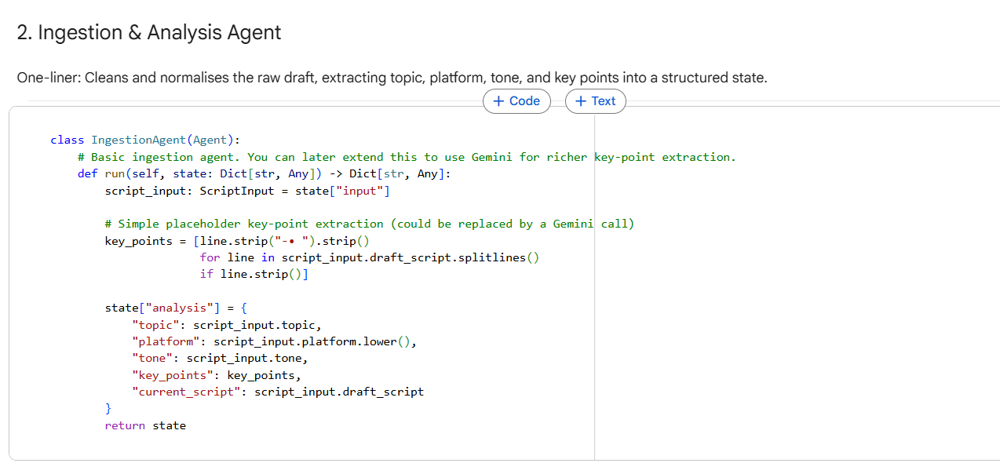 2. Ingestion & Analysis Agent
One-liner: Cleans and normalises the raw draft, extracting topic, platform, tone, and key points into a structured state.
+ Code
+ Text
class IngestionAgent(Agent):
    # Basic ingestion agent. You can later extend this to use Gemini for richer key-point extraction.
    def run(self, state: Dict[str, Any]) -> Dict[str, Any]:
        script_input: ScriptInput = state["input"]
        # Simple placeholder key-point extraction (could be replaced by a Gemini call)
        key_points = [line.strip("-• ").strip()
                      for line in script_input.draft_script.splitlines()
                      if line.strip()]
        state["analysis"] = {
            "topic": script_input.topic,
            "platform": script_input.platform.lower(),
            "tone": script_input.tone,
            "key_points": key_points,
            "current_script": script_input.draft_script
        }
        return state